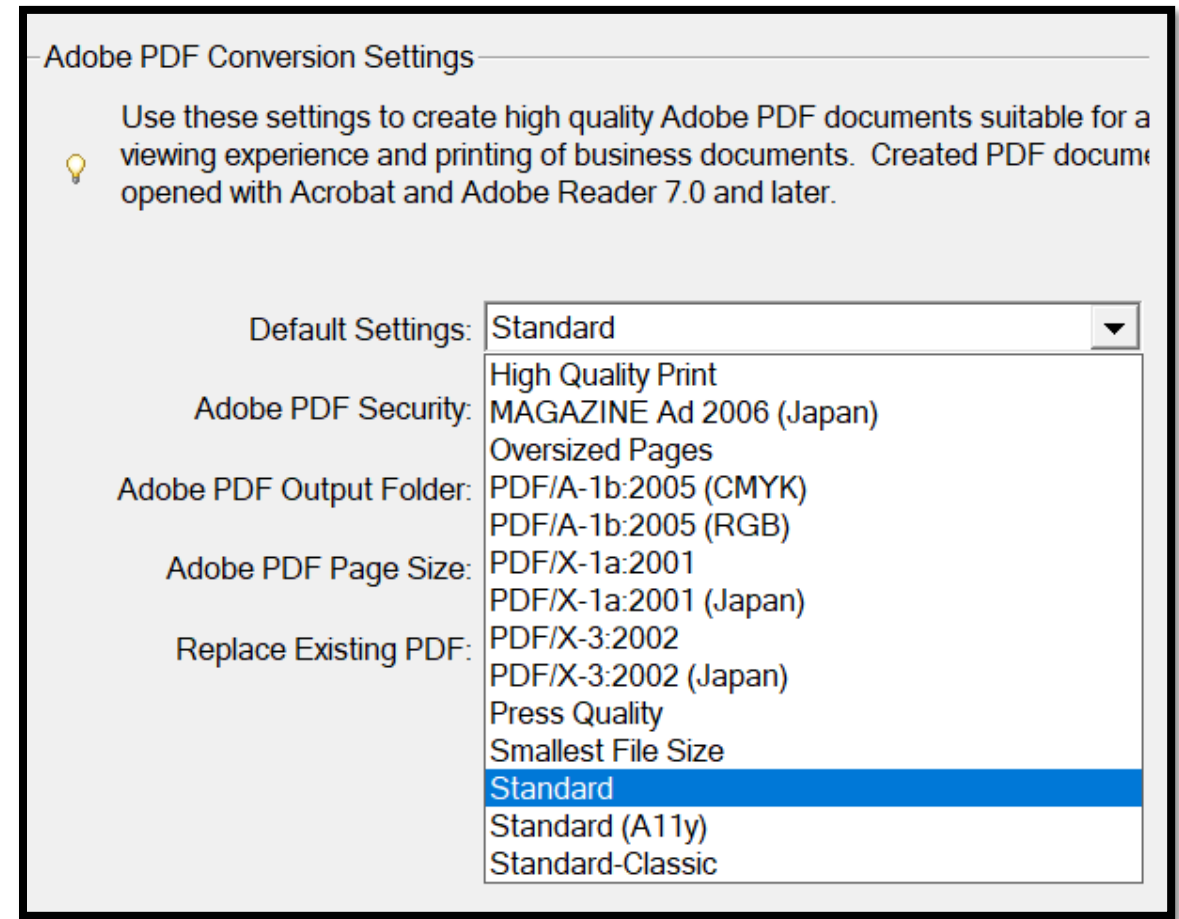 Adobe PDF Conversion Settings
Use these settings to create high quality Adobe PDF documents suitable for a
viewing experience and printing of business documents. Created PDF docume
opened with Acrobat and Adobe Reader 7.0 and later.
Default Settings: Standard
High Quality Print
Adobe PDF Security: MAGAZINE Ad 2006 (Japan)
Oversized Pages
Adobe PDF Output Folder: PDF/A-1b:2005 (CMYK)
PDF/A-1b:2005 (RGB)
Adobe PDF Page Size: PDF/X-1a:2001
PDF/X-1a:2001 (Japan)
Replace Existing PDF: PDF/X-3:2002
PDF/X-3:2002 (Japan)
Press Quality
Smallest File Size
Standard
Standard (A11y)
Standard-Classic